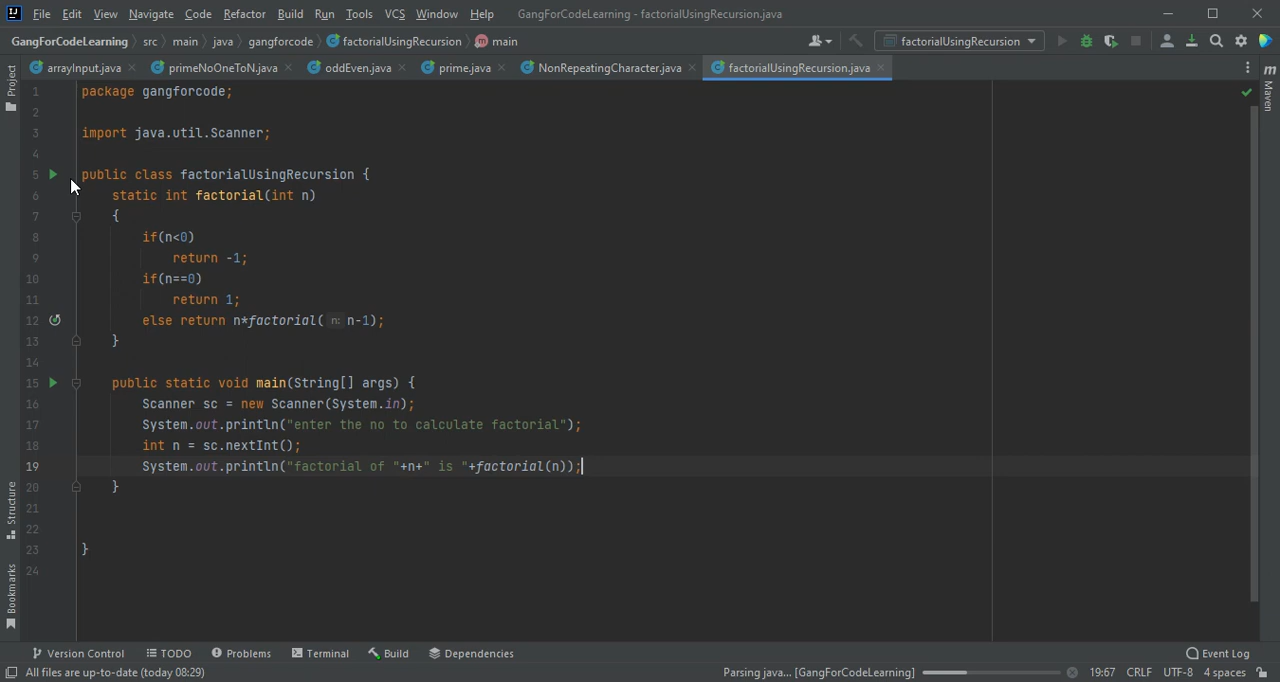 File Edit View Navigate Code Refactor Build Run Tools VCS Window Help GangForCodeLearning - factorialUsingRecursion.java
GangForCodeLearning src main java gangforcode factorialUsingRecursion main factorialUsingRecursion
arrayInput.java primeNoOneToN.java oddEven.java prime.java NonRepeatingCharacter.java factorialUsingRecursion.java
Project
Maven
1 package gangforcode;
2
3 import java.util.Scanner;
4
5 public class factorialUsingRecursion {
6 static int factorial(int n)
7 {
8 if(n<0)
9 return -1;
10 if(n==0)
11 return 1;
12 else return n*factorial( n: n-1);
13 }
14
15 public static void main(String[] args) {
16 Scanner sc = new Scanner(System.in);
17 System.out.println("enter the no to calculate factorial");
18 int n = sc.nextInt();
19 System.out.println("factorial of "+n+" is "+factorial(n));
20 }
21
22
23 }
24
Structure
Bookmarks
Version Control TODO Problems Terminal Build Dependencies Event Log
All files are up-to-date (today 08:29) Parsing java... [GangForCodeLearning] 19:67 CRLF UTF-8 4 spaces